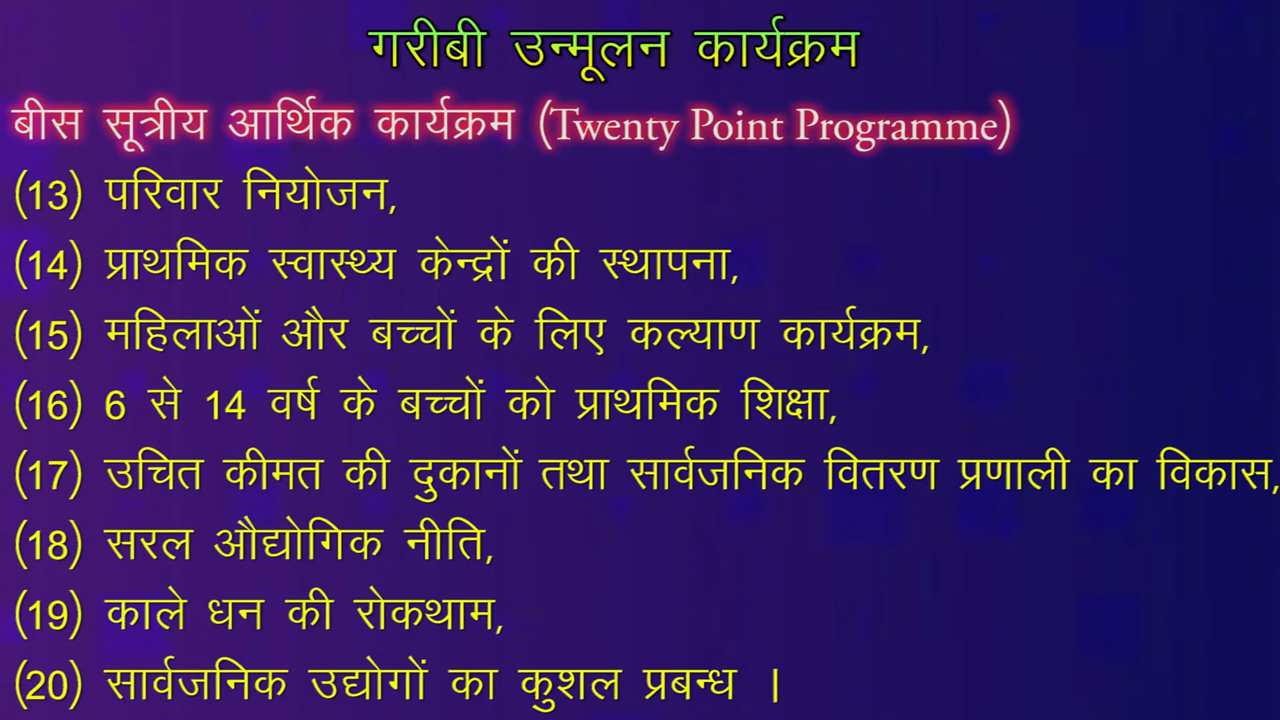 गरीबी उन्मूलन कार्यक्रम
बीस सूत्रीय आर्थिक कार्यक्रम (Twenty Point Programme)
(13) परिवार नियोजन,
(14) प्राथमिक स्वास्थ्य केन्द्रों की स्थापना,
(15) महिलाओं और बच्चों के लिए कल्याण कार्यक्रम,
(16) 6 से 14 वर्ष के बच्चों को प्राथमिक शिक्षा,
(17) उचित कीमत की दुकानों तथा सार्वजनिक वितरण प्रणाली का विकास,
(18) सरल औद्योगिक नीति,
(19) काले धन की रोकथाम,
(20) सार्वजनिक उद्योगों का कुशल प्रबन्ध ।